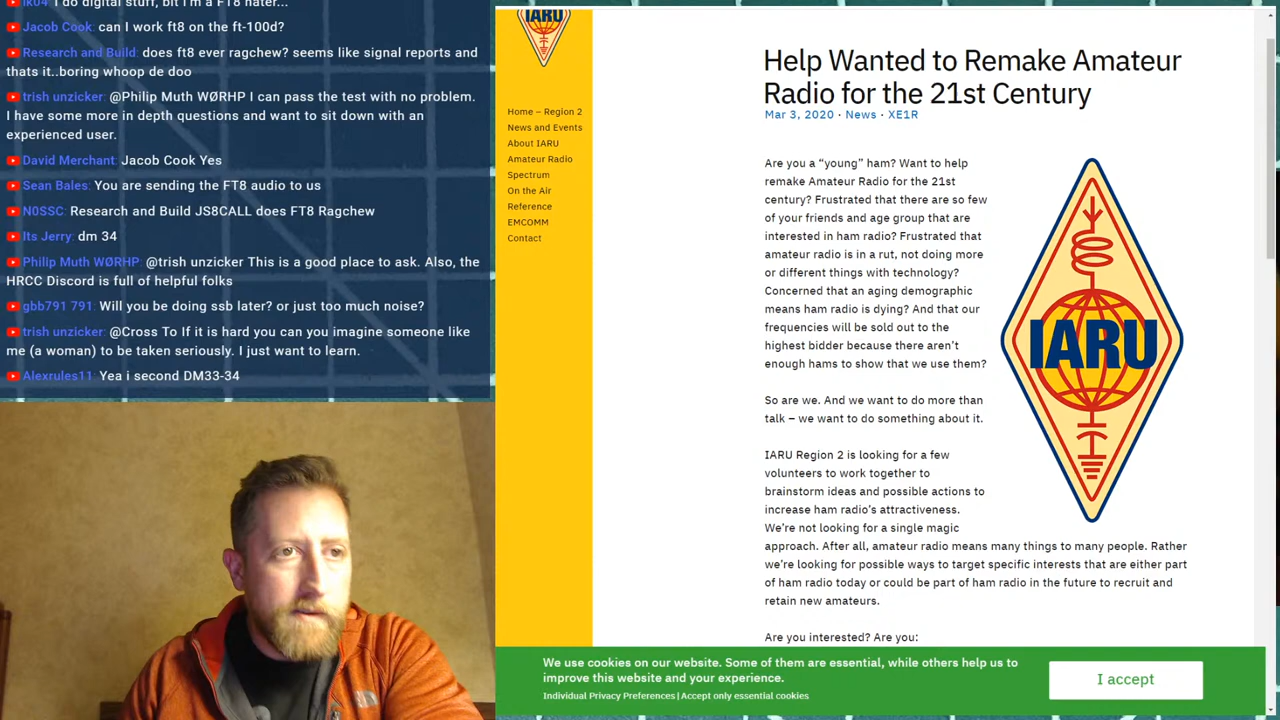 lk04: I do digital stuff, bit i'm a FT8 hater...
Jacob Cook: can I work ft8 on the ft-100d?
Research and Build: does ft8 ever ragchew? seems like signal reports and
thats it..boring whoop de doo
trish unzicker: @Philip Muth WØRHP I can pass the test with no problem.
I have some more in depth questions and want to sit down with an
experienced user.
David Merchant: Jacob Cook Yes
Sean Bales: You are sending the FT8 audio to us
N0SSC: Research and Build JS8CALL does FT8 Ragchew
Its Jerry: dm 34
Philip Muth WØRHP: @trish unzicker This is a good place to ask. Also, the
HRCC Discord is full of helpful folks
gbb791 791: Will you be doing ssb later? or just too much noise?
trish unzicker: @Cross To If it is hard you can you imagine someone like
me (a woman) to be taken seriously. I just want to learn.
Alexrules11: Yea i second DM33-34
IARU
Home – Region 2
News and Events
About IARU
Amateur Radio
Spectrum
On the Air
Reference
EMCOMM
Contact
Help Wanted to Remake Amateur
Radio for the 21st Century
Mar 3, 2020 · News · XE1R
Are you a “young” ham? Want to help
remake Amateur Radio for the 21st
century? Frustrated that there are so few
of your friends and age group that are
interested in ham radio? Frustrated that
amateur radio is in a rut, not doing more
or different things with technology?
Concerned that an aging demographic
means ham radio is dying? And that our
frequencies will be sold out to the
highest bidder because there aren’t
enough hams to show that we use them?
So are we. And we want to do more than
talk – we want to do something about it.
IARU Region 2 is looking for a few
volunteers to work together to
brainstorm ideas and possible actions to
increase ham radio’s attractiveness.
We’re not looking for a single magic
approach. After all, amateur radio means many things to many people. Rather
we’re looking for possible ways to target specific interests that are either part
of ham radio today or could be part of ham radio in the future to recruit and
retain new amateurs.
Are you interested? Are you:
IARU
We use cookies on our website. Some of them are essential, while others help us to
improve this website and your experience.
Individual Privacy Preferences | Accept only essential cookies
I accept